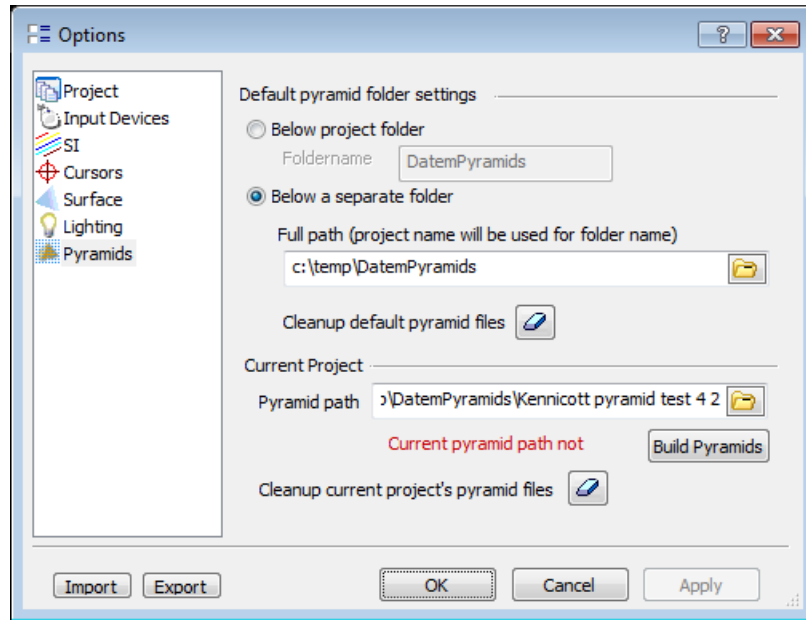 Options
Project
Input Devices
SI
Cursors
Surface
Lighting
Pyramids
Default pyramid folder settings
Below project folder
Foldername DatemPyramids
Below a separate folder
Full path (project name will be used for folder name)
c:\temp\DatemPyramids
Cleanup default pyramid files
Current Project
Pyramid path \DatemPyramids\Kennicott pyramid test 4 2
Current pyramid path not Build Pyramids
Cleanup current project's pyramid files
Import Export OK Cancel Apply